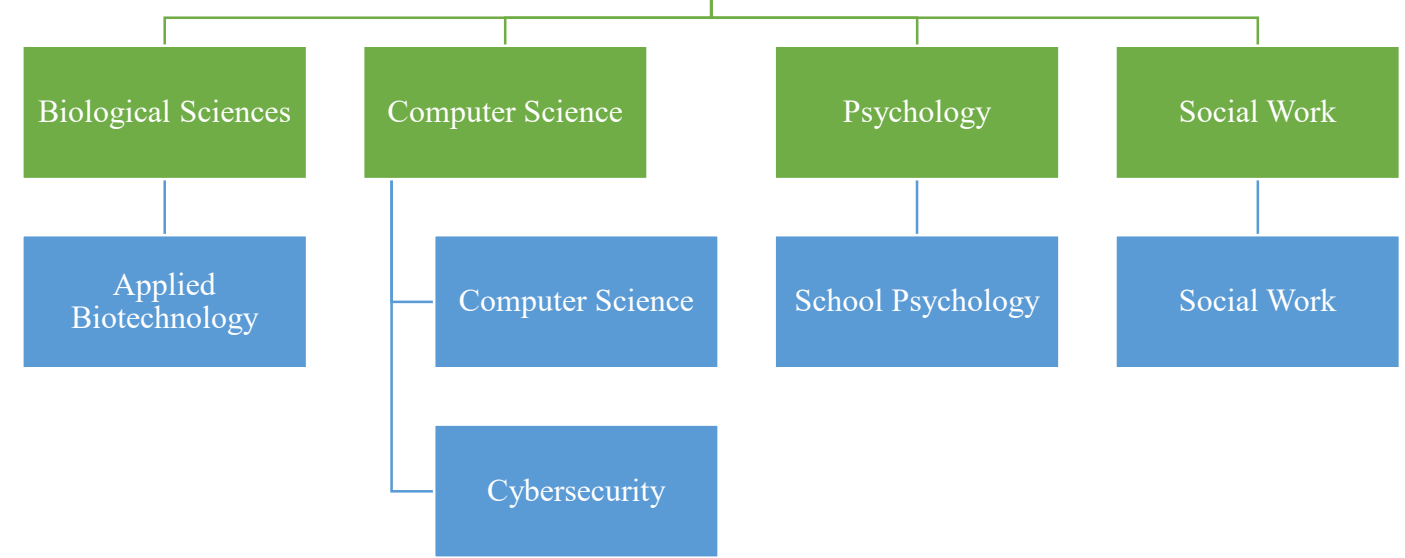 Biological Sciences
Computer Science
Psychology
Social Work
Applied
Biotechnology
Computer Science
School Psychology
Social Work
Cybersecurity